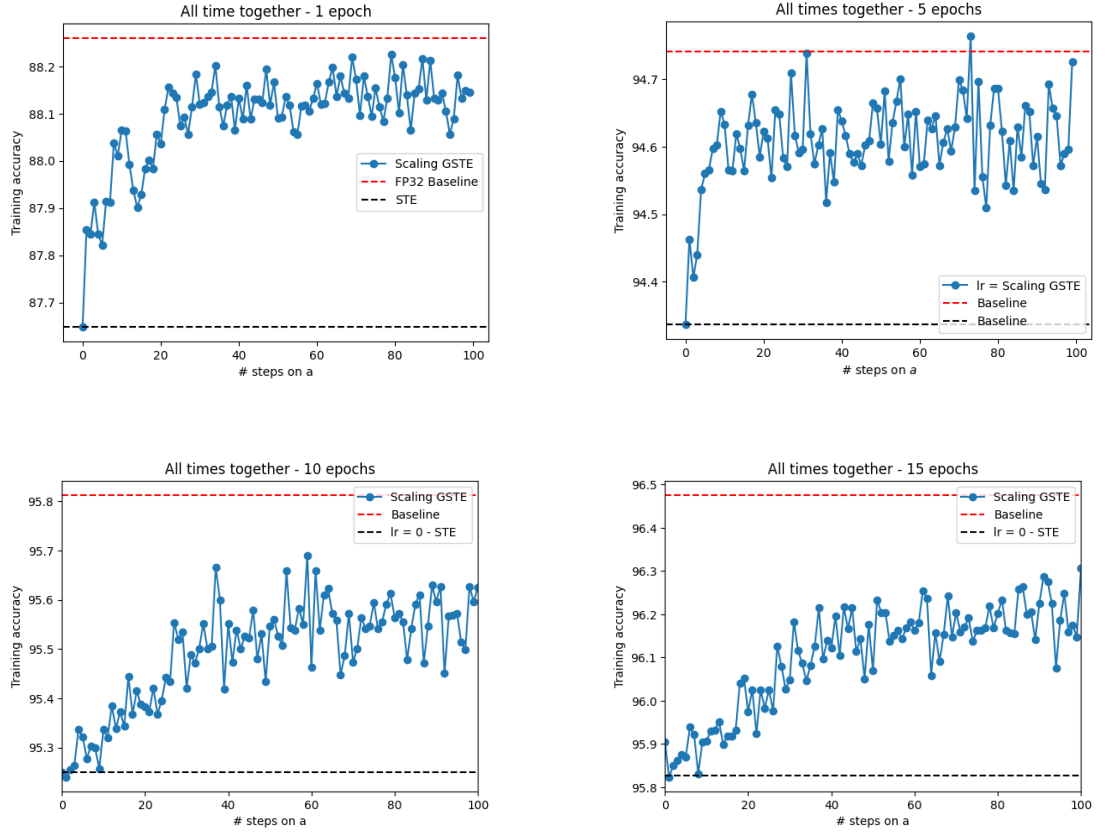 All time together - 1 epoch
Training accuracy
88.2
88.1
88.0
87.9
87.8
87.7
Scaling GSTE
FP32 Baseline
STE
0
20
40
60
80
100
# steps on a
All times together - 5 epochs
Training accuracy
94.7
94.6
94.5
94.4
lr = Scaling GSTE
Baseline
Baseline
0
20
40
60
80
100
# steps on a
All times together - 10 epochs
Training accuracy
95.8
95.7
95.6
95.5
95.4
95.3
Scaling GSTE
Baseline
lr = 0 - STE
0
20
40
60
80
100
# steps on a
All times together - 15 epochs
Training accuracy
96.5
96.4
96.3
96.2
96.1
96.0
95.9
95.8
Scaling GSTE
Baseline
lr = 0 - STE
0
20
40
60
80
100
# steps on a